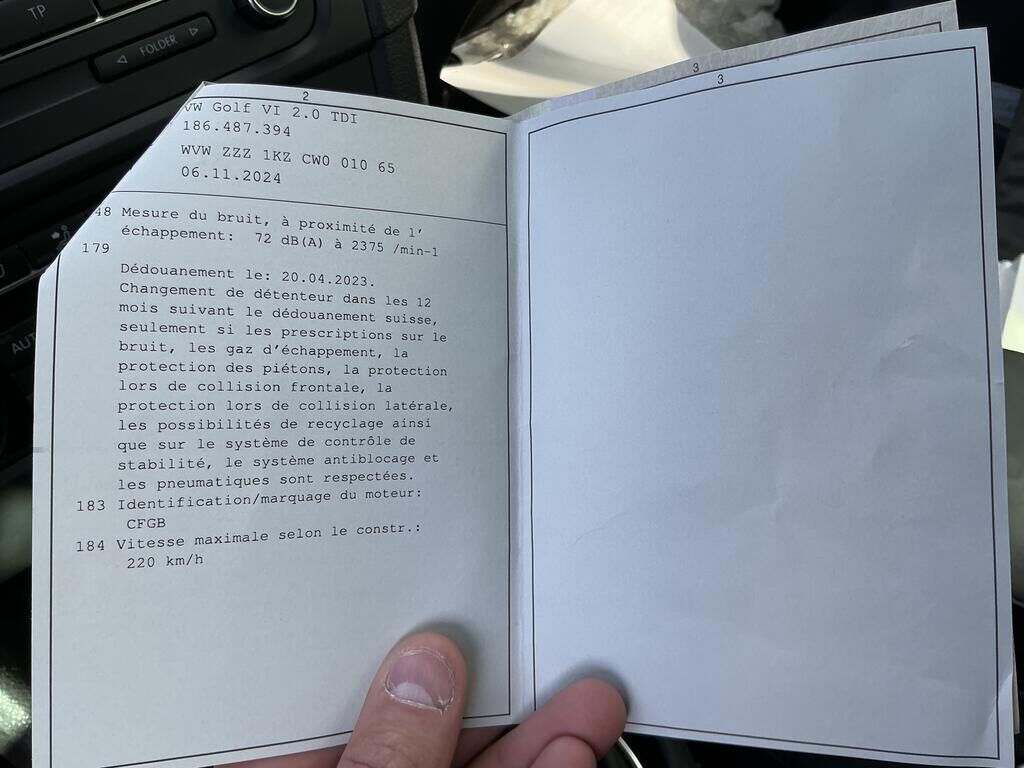 TP
◁ FOLDER ▷
AUT
2
VW Golf VI 2.0 TDI
186.487.394
WVW ZZZ 1KZ CW0 010 65
06.11.2024
48 Mesure du bruit, à proximité de l'
échappement: 72 dB(A) à 2375 /min-1
179
Dédouanement le: 20.04.2023.
Changement de détenteur dans les 12
mois suivant le dédouanement suisse,
seulement si les prescriptions sur le
bruit, les gaz d'échappement, la
protection des piétons, la protection
lors de collision frontale, la
protection lors de collision latérale,
les possibilités de recyclage ainsi
que sur le système de contrôle de
stabilité, le système antiblocage et
les pneumatiques sont respectées.
183 Identification/marquage du moteur:
CFGB
184 Vitesse maximale selon le constr.:
220 km/h
3
3